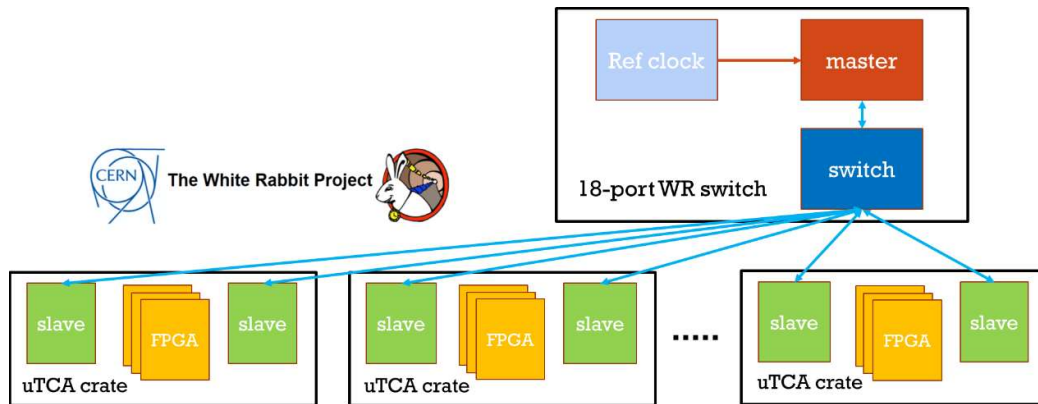 Ref clock
master
switch
18-port WR switch
CERN
The White Rabbit Project
slave
FPGA
slave
uTCA crate
slave
FPGA
slave
uTCA crate
.....
slave
FPGA
slave
uTCA crate